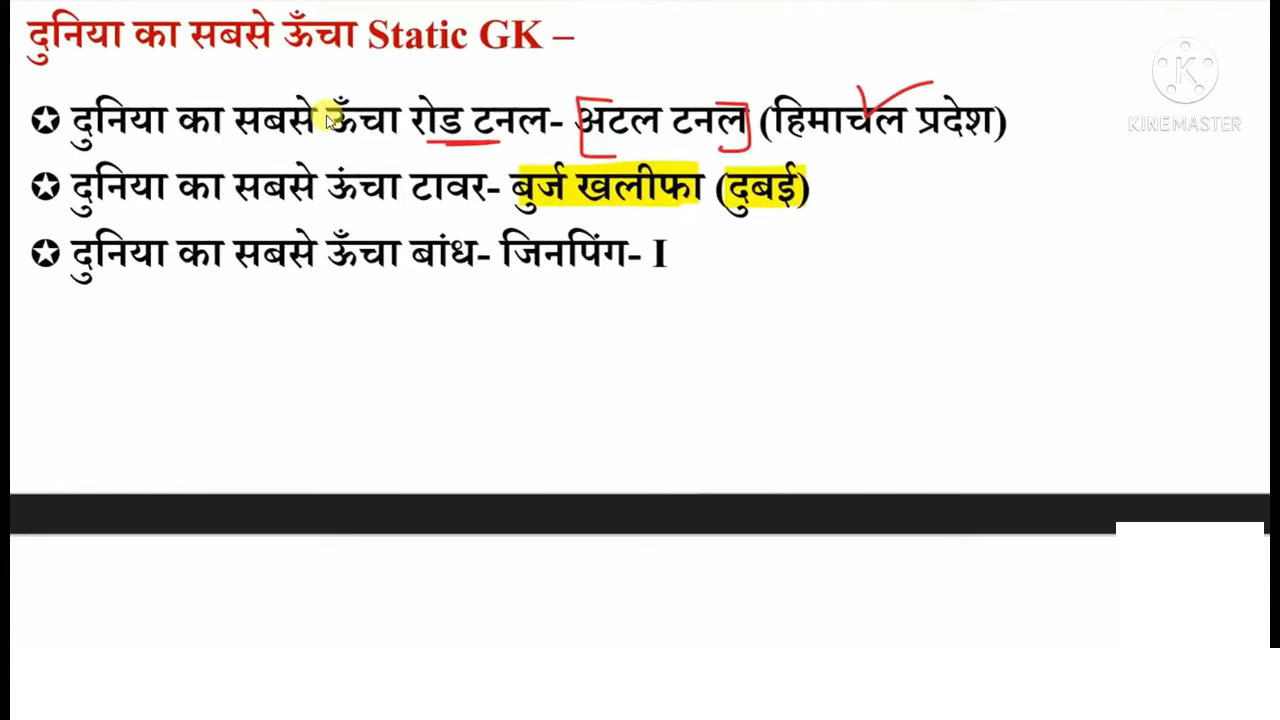 दुनिया का सबसे ऊँचा Static GK –
✪ दुनिया का सबसे ऊँचा रोड टनल- अटल टनल (हिमाचल प्रदेश)
✪ दुनिया का सबसे ऊंचा टावर- बुर्ज खलीफा (दुबई)
✪ दुनिया का सबसे ऊँचा बांध- जिनपिंग- I
K
KINEMASTER